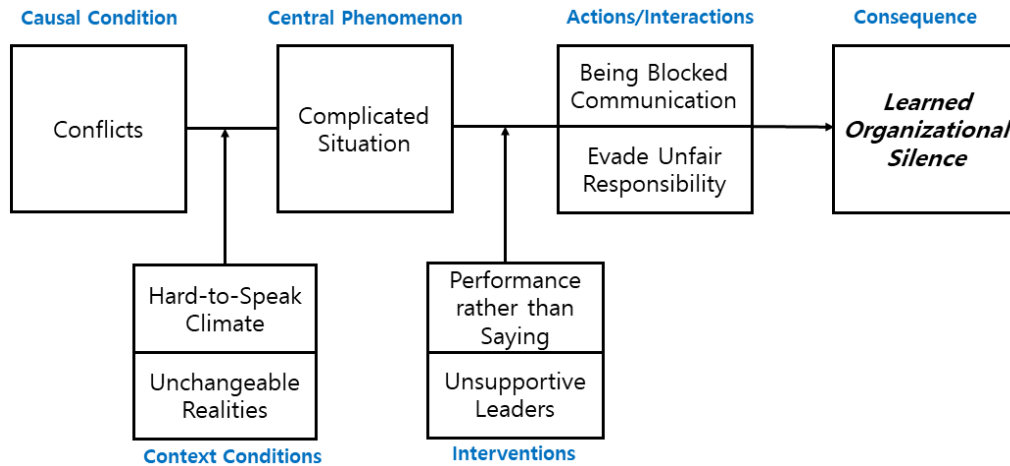 Causal Condition
Central Phenomenon
Actions/Interactions
Consequence
Conflicts
Complicated
Situation
Being Blocked
Communication
Evade Unfair
Responsibility
Learned
Organizational
Silence
Hard-to-Speak
Climate
Unchangeable
Realities
Context Conditions
Performance
rather than
Saying
Unsupportive
Leaders
Interventions